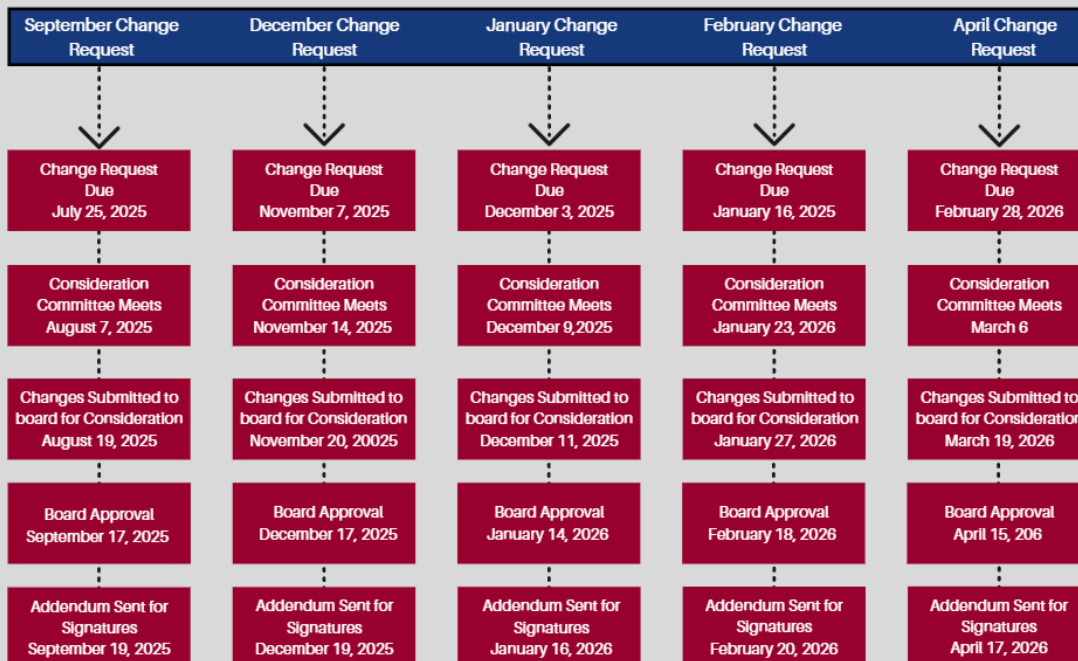 September Change
Request
December Change
Request
January Change
Request
February Change
Request
April Change
Request
Change Request
Due
July 25, 2025
Change Request
Due
November 7, 2025
Change Request
Due
December 3, 2025
Change Request
Due
January 16, 2025
Change Request
Due
February 28, 2026
Consideration
Committee Meets
August 7, 2025
Consideration
Committee Meets
November 14, 2025
Consideration
Committee Meets
December 9,2025
Consideration
Committee Meets
January 23, 2026
Consideration
Committee Meets
March 6
Changes Submitted to
board for Consideration
August 19, 2025
Changes Submitted to
board for Consideration
November 20, 20025
Changes Submitted to
board for Consideration
December 11, 2025
Changes Submitted to
board for Consideration
January 27, 2026
Changes Submitted to
board for Consideration
March 19, 2026
Board Approval
September 17, 2025
Board Approval
December 17, 2025
Board Approval
January 14, 2026
Board Approval
February 18, 2026
Board Approval
April 15, 206
Addendum Sent for
Signatures
September 19, 2025
Addendum Sent for
Signatures
December 19, 2025
Addendum Sent for
Signatures
January 16, 2026
Addendum Sent for
Signatures
February 20, 2026
Addendum Sent for
Signatures
April 17, 2026